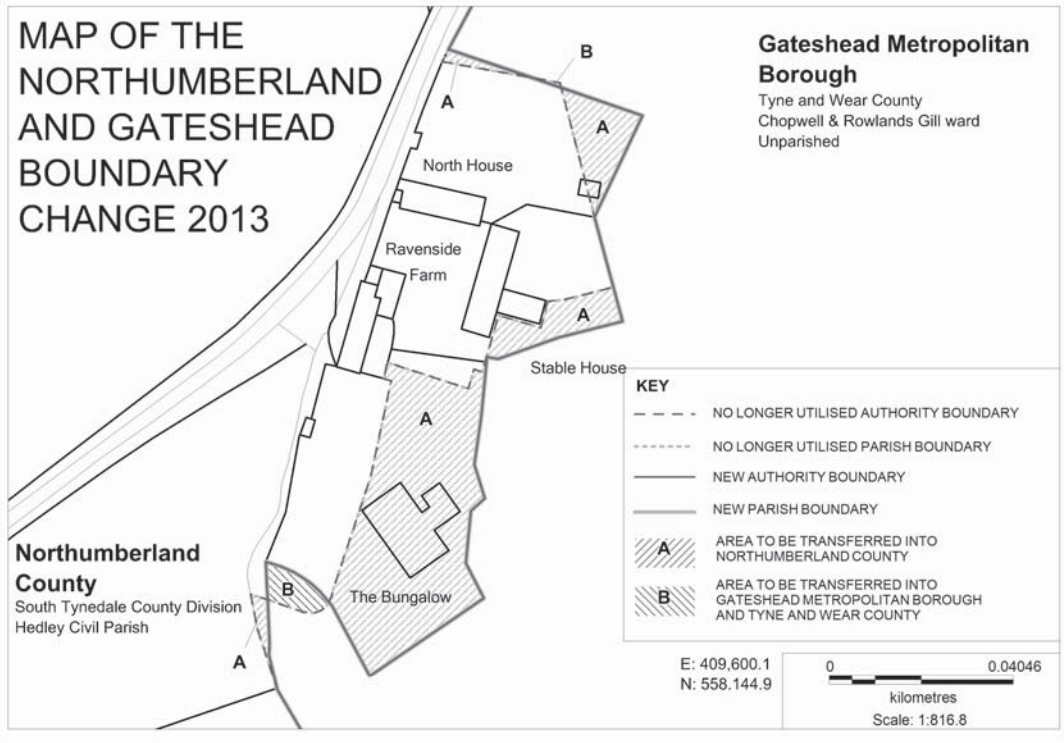 MAP OF THE
NORTHUMBERLAND
AND GATESHEAD
BOUNDARY
CHANGE 2013
B
Gateshead Metropolitan
Borough
Tyne and Wear County
Chopwell & Rowlands Gill ward
Unparished
A
A
North House
Ravenside
Farm
A
Stable House
A
Northumberland
County
South Tynedale County Division
Hedley Civil Parish
B
The Bungalow
A
KEY
NO LONGER UTILISED AUTHORITY BOUNDARY
NO LONGER UTILISED PARISH BOUNDARY
NEW AUTHORITY BOUNDARY
NEW PARISH BOUNDARY
A
AREA TO BE TRANSFERRED INTO
NORTHUMBERLAND COUNTY
B
AREA TO BE TRANSFERRED INTO
GATESHEAD METROPOLITAN BOROUGH
AND TYNE AND WEAR COUNTY
E: 409,600.1
N: 558.144.9
0 0.04046
kilometres
Scale: 1:816.8